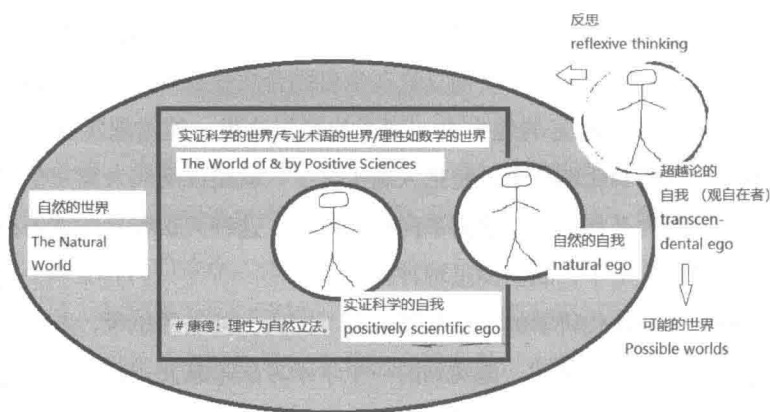 反思
reflexive thinking
实证科学的世界/专业术语的世界/理性如数学的世界
The World of & by Positive Sciences
自然的世界
The Natural
World
超越论的
自我 （观自在者）
transcen-
dental ego
自然的自我
natural ego
实证科学的自我
positively scientific ego
# 康德：理性为自然立法。
可能的世界
Possible worlds